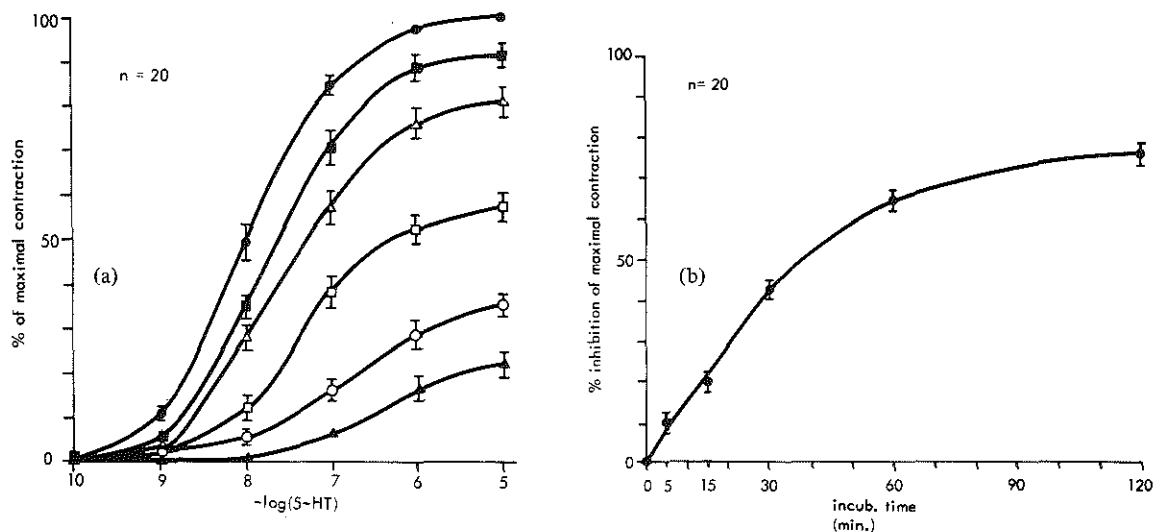 100
n = 20
50
(a)
0
% of maximal contraction
10 9 8 7 6 5
-log(5-HT)
100
n= 20
50
(b)
0
% inhibition of maximal contraction
0 5 15 30 60 90 120
incub. time
(min.)